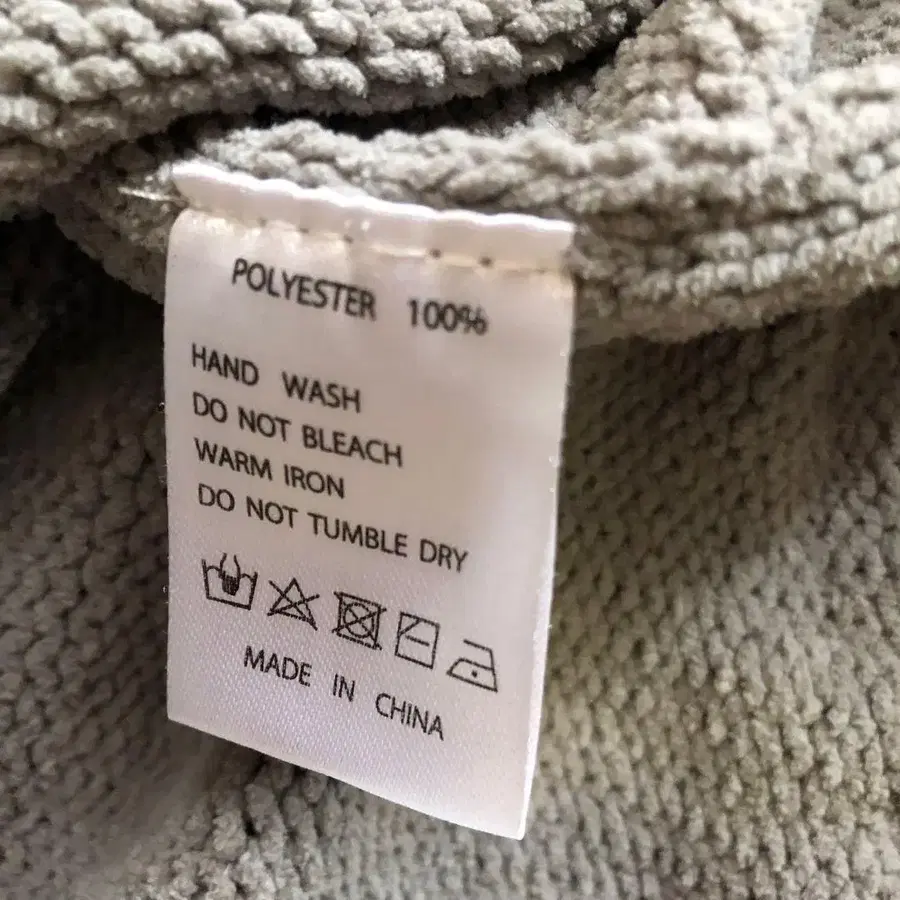 POLYESTER 100%
HAND WASH
DO NOT BLEACH
WARM IRON
DO NOT TUMBLE DRY
MADE IN CHINA